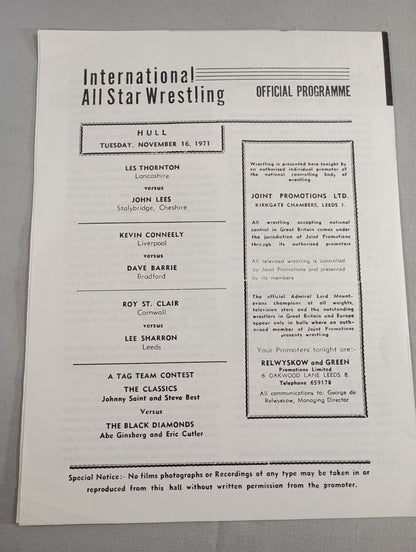 International
All Star Wrestling
OFFICIAL PROGRAMME
HULL
TUESDAY, NOVEMBER 16, 1971
LES THORNTON
Lancashire
versus
JOHN LEES
Stalybridge, Cheshire
KEVIN CONNEELY
Liverpool
versus
DAVE BARRIE
Bradford
ROY ST. CLAIR
Cornwall
versus
LEE SHARRON
Leeds
A TAG TEAM CONTEST
THE CLASSICS
Johnny Saint and Steve Best
Versus
THE BLACK DIAMONDS
Abe Ginsberg and Eric Cutler
Wrestling is presented here tonight by
an authorised individual promoter of
the national controlling body of
wrestling
JOINT PROMOTIONS LTD.
KIRKGATE CHAMBERS, LEEDS 1.
All wrestling accepting national
control in Great Britain comes under
the jurisdiction of Joint Promotions
through its authorised promoters
All televised wrestling is controlled
by Joint Promotions and presented
by its members
The official Admiral Lord Mount-
evans champions at all weights,
television stars and the outstanding
wrestlers in Great Britain and Europe
appear only in halls where an auth-
orised member of Joint Promotions
presents wrestling
Your Promoters tonight are:-
RELWYSKOW and GREEN
Promotions Limited
6 OAKWOOD LANE LEEDS 8.
Telephone 659178
All communications to: George de
Relwyskow, Managing Director
Special Notice:- No films photographs or Recordings of any type may be taken in or
reproduced from this hall without written permission from the promoter.